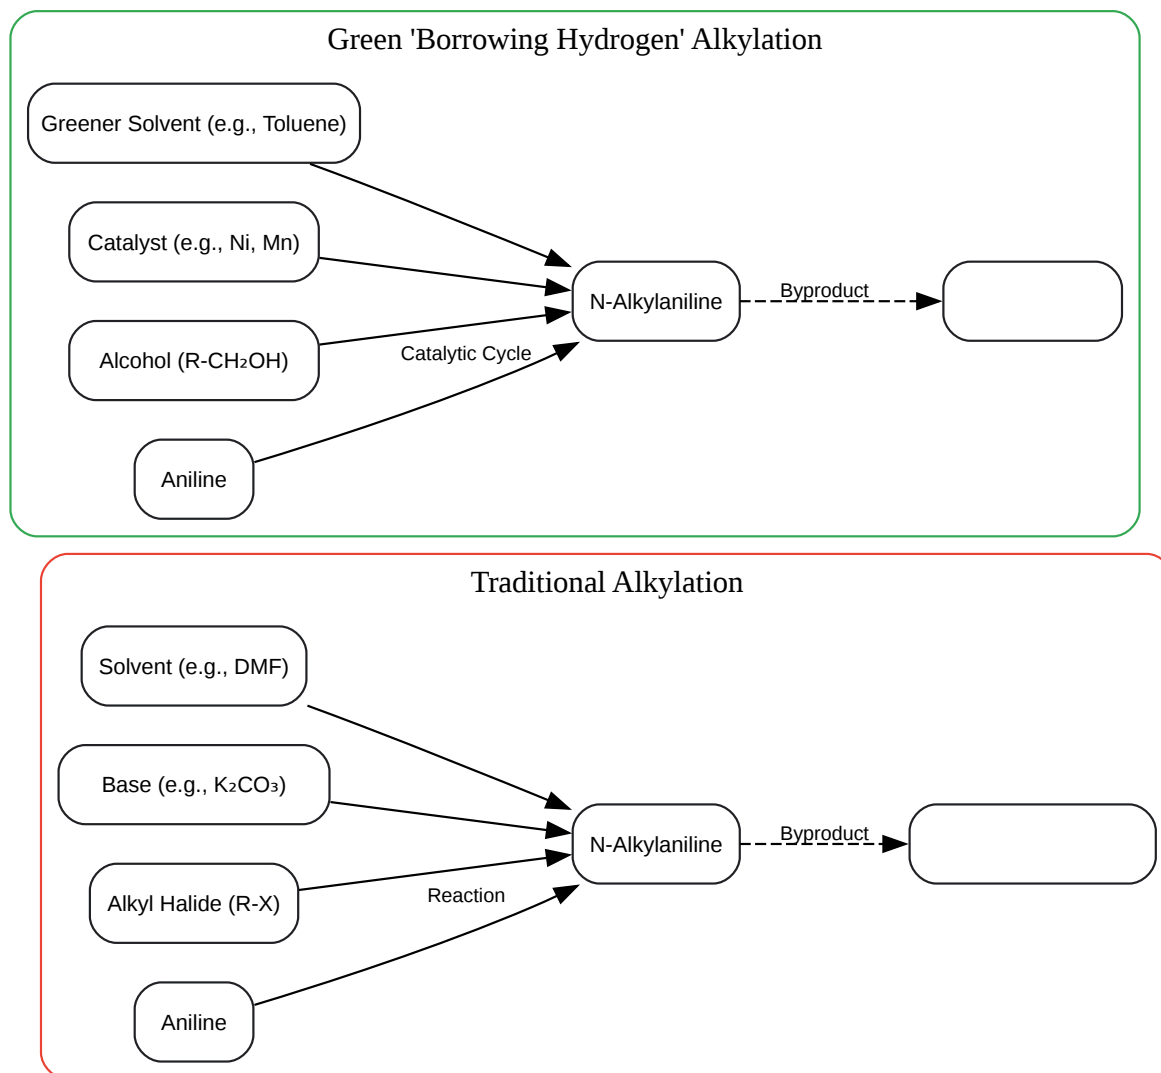 Green 'Borrowing Hydrogen' Alkylation
Greener Solvent (e.g., Toluene)
Catalyst (e.g., Ni, Mn)
N-Alkylaniline
Byproduct
Alcohol (R-CH₂OH)
Catalytic Cycle
Aniline
Traditional Alkylation
Solvent (e.g., DMF)
Base (e.g., K₂CO₃)
N-Alkylaniline
Byproduct
Alkyl Halide (R-X)
Reaction
Aniline